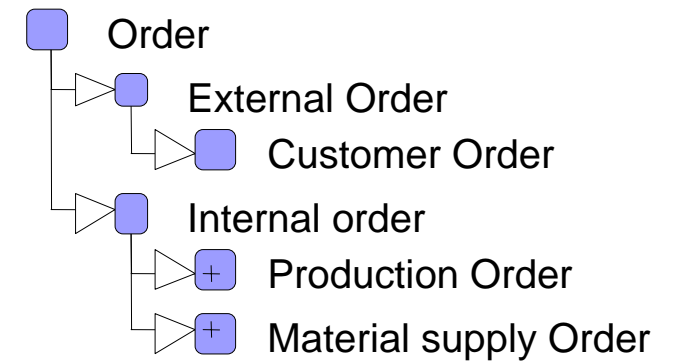 Order
External Order
Customer Order
Internal order
+ Production Order
+ Material supply Order